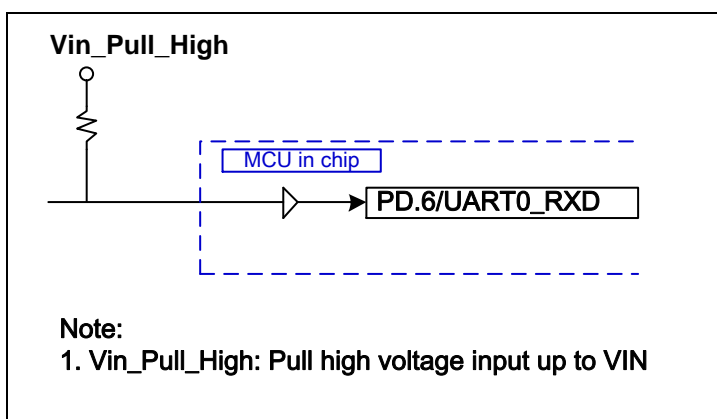 Vin_Pull_High
MCU in chip
PD.6/UART0_RXD
Note:
1. Vin_Pull_High: Pull high voltage input up to VIN